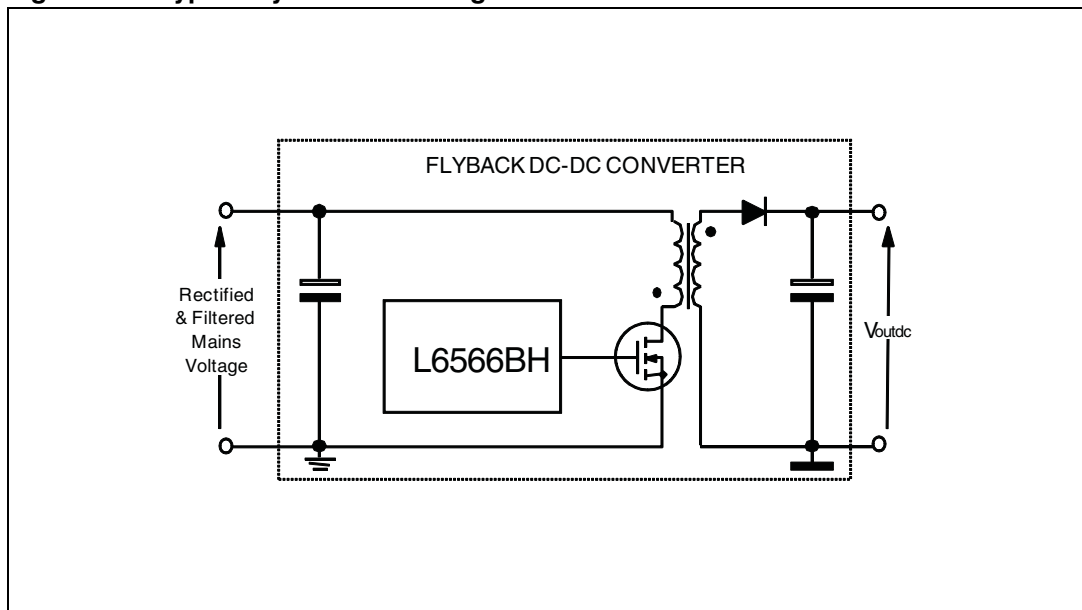 FLYBACK DC-DC CONVERTER
Rectified
& Filtered
Mains
Voltage
L6566BH
Voutdc